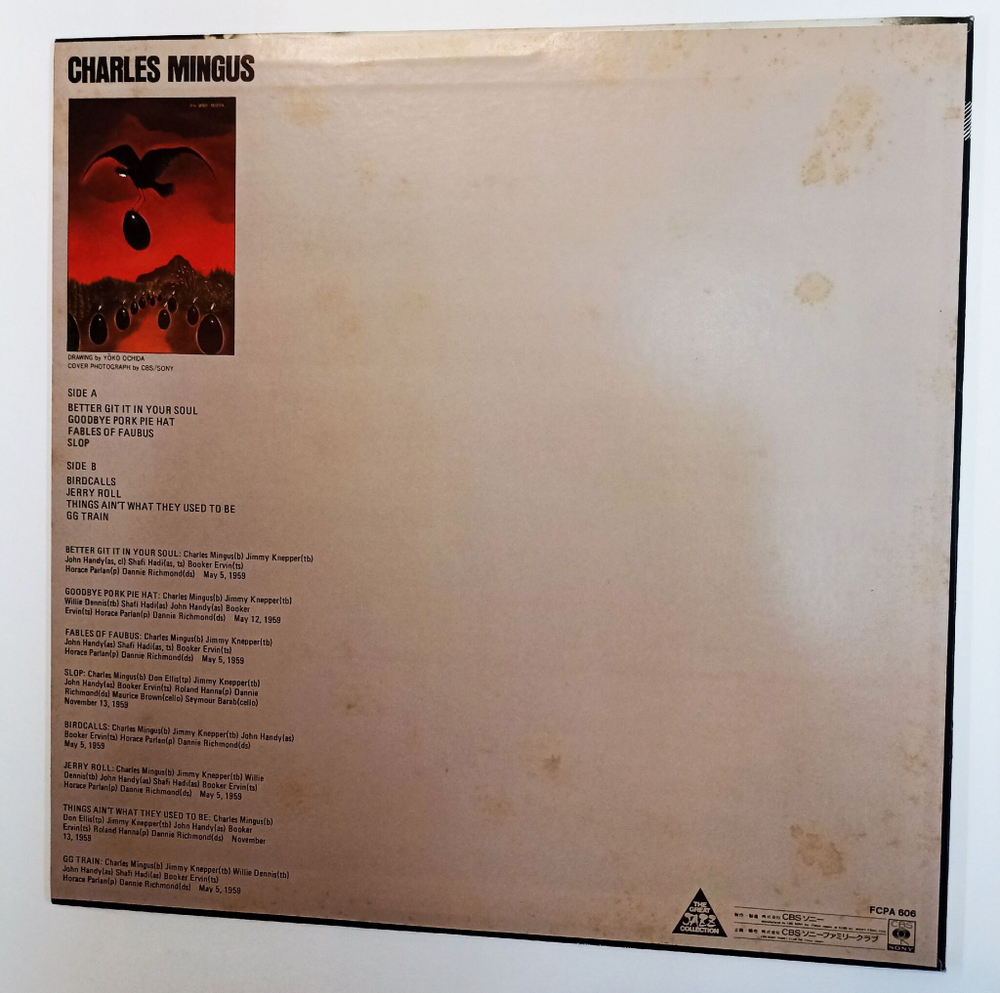 CHARLES MINGUS
DRAWING by YŌKO OCHIDA
COVER PHOTOGRAPH by CBS/SONY
SIDE A
BETTER GIT IT IN YOUR SOUL
GOODBYE PORK PIE HAT
FABLES OF FAUBUS
SLOP
SIDE B
BIRDCALLS
JERRY ROLL
THINGS AIN'T WHAT THEY USED TO BE
GG TRAIN
BETTER GIT IT IN YOUR SOUL: Charles Mingus(b) Jimmy Knepper(tb)
John Handy(as, cl) Shafi Hadi(as, ts) Booker Ervin(ts)
Horace Parlan(p) Dannie Richmond(ds) May 5, 1959
GOODBYE PORK PIE HAT: Charles Mingus(b) Jimmy Knepper(tb)
Willie Dennis(tb) Shafi Hadi(as) John Handy(as) Booker
Ervin(ts) Horace Parlan(p) Dannie Richmond(ds) May 12, 1959
FABLES OF FAUBUS: Charles Mingus(b) Jimmy Knepper(tb)
John Handy(as) Shafi Hadi(as, ts) Booker Ervin(ts)
Horace Parlan(p) Dannie Richmond(ds) May 5, 1959
SLOP: Charles Mingus(b) Don Ellis(tp) Jimmy Knepper(tb)
John Handy(as) Booker Ervin(ts) Roland Hanna(p) Dannie
Richmond(ds) Maurice Brown(cello) Seymour Barab(cello)
November 13, 1959
BIRDCALLS: Charles Mingus(b) Jimmy Knepper(tb) John Handy(as)
Booker Ervin(ts) Horace Parlan(p) Dannie Richmond(ds)
May 5, 1959
JERRY ROLL: Charles Mingus(b) Jimmy Knepper(tb) Willie
Dennis(tb) John Handy(as) Shafi Hadi(as) Booker Ervin(ts)
Horace Parlan(p) Dannie Richmond(ds) May 5, 1959
THINGS AIN'T WHAT THEY USED TO BE: Charles Mingus(b)
Don Ellis(tp) Jimmy Knepper(tb) John Handy(as) Booker
Ervin(ts) Roland Hanna(p) Dannie Richmond(ds) November
13, 1959
GG TRAIN: Charles Mingus(b) Jimmy Knepper(tb) Willie Dennis(tb)
John Handy(as) Shafi Hadi(as) Booker Ervin(ts)
Horace Parlan(p) Dannie Richmond(ds) May 5, 1959
THE
GREAT
JAZZ
COLLECTION
FCPA 606
株式会社 CBSソニー
株式会社 CBSソニーファミリークラブ
CBS
SONY